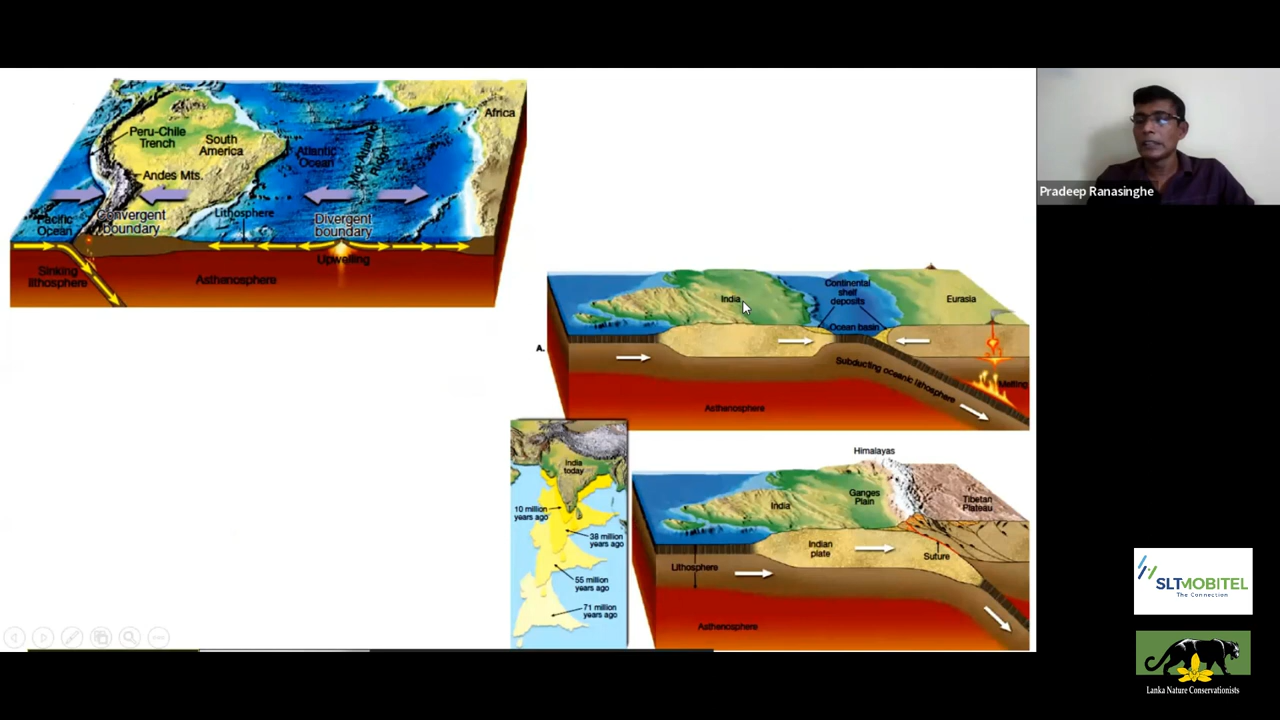 Africa
Peru-Chile
Trench
South
America
Atlantic
Ocean
Mid-Atlantic
Ridge
Andes Mts.
Pacific
Ocean
Convergent
boundary
Lithosphere
Divergent
boundary
Upwelling
Sinking
lithosphere
Asthenosphere
Pradeep Ranasinghe
A.
India
Continental
shelf
deposits
Eurasia
Ocean basin
Subducting oceanic lithosphere
Melting
Asthenosphere
India
today
10 million
years ago
38 million
years ago
55 million
years ago
71 million
years ago
Himalayas
India
Ganges
Plain
Tibetan
Plateau
Indian
plate
Suture
Lithosphere
Asthenosphere
SLTMOBITEL
The Connection
Lanka Nature Conservationists